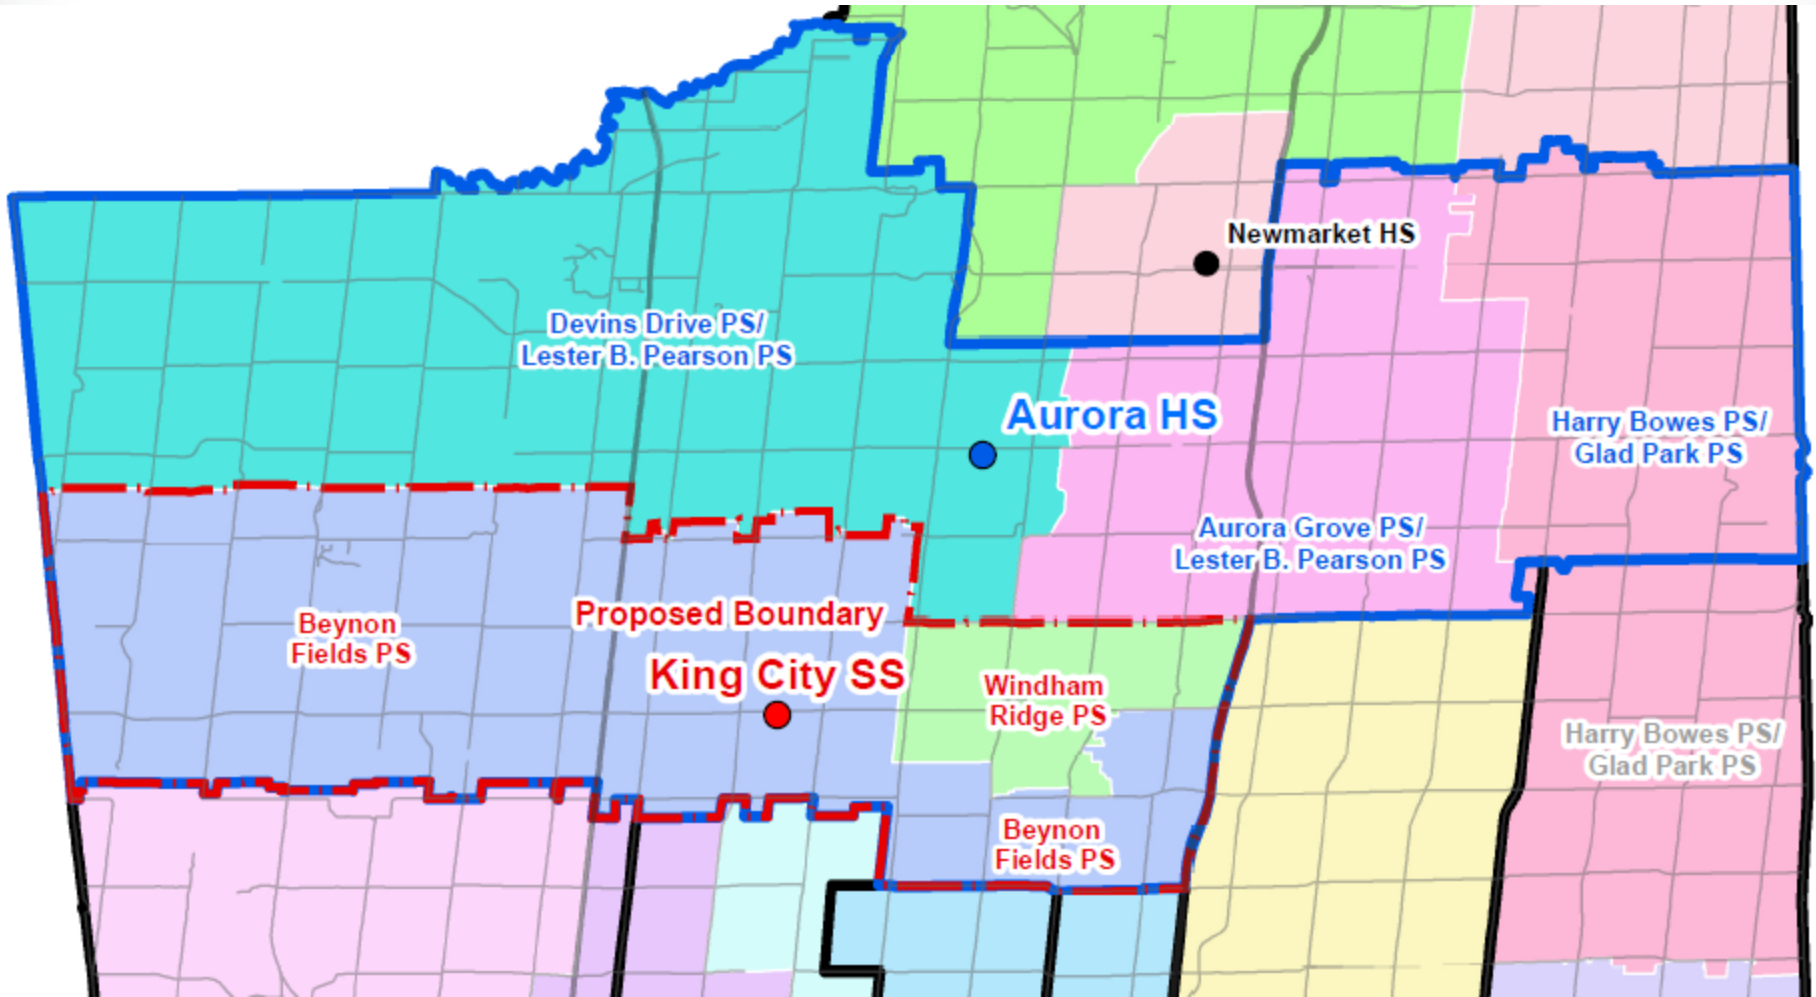 Newmarket HS
Devins Drive PS/
Lester B. Pearson PS
Aurora HS
Harry Bowes PS/
Glad Park PS
Aurora Grove PS/
Lester B. Pearson PS
Beynon
Fields PS
Proposed Boundary
King City SS
Windham
Ridge PS
Harry Bowes PS/
Glad Park PS
Beynon
Fields PS